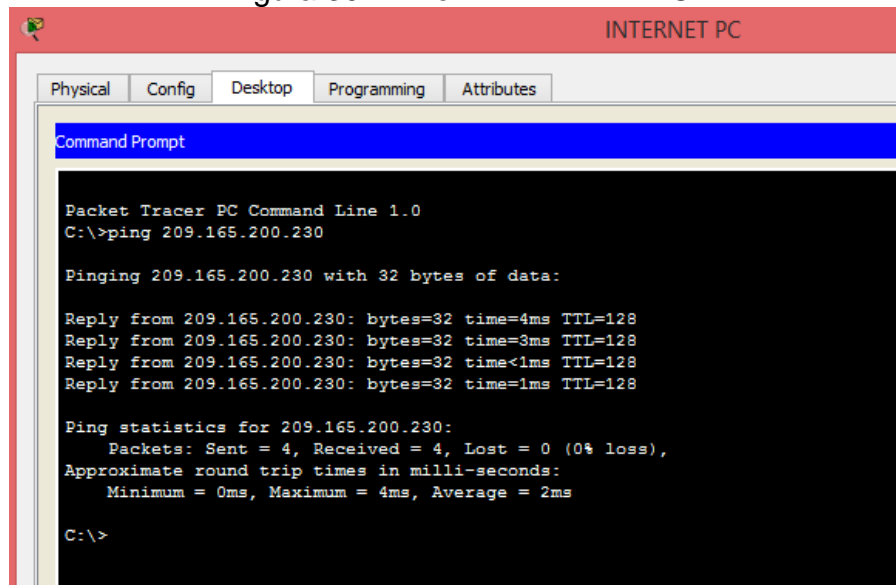 INTERNET PC
Physical Config Desktop Programming Attributes
Command Prompt
Packet Tracer PC Command Line 1.0
C:\>ping 209.165.200.230
Pinging 209.165.200.230 with 32 bytes of data:
Reply from 209.165.200.230: bytes=32 time=4ms TTL=128
Reply from 209.165.200.230: bytes=32 time=3ms TTL=128
Reply from 209.165.200.230: bytes=32 time<1ms TTL=128
Reply from 209.165.200.230: bytes=32 time=1ms TTL=128
Ping statistics for 209.165.200.230:
Packets: Sent = 4, Received = 4, Lost = 0 (0% loss),
Approximate round trip times in milli-seconds:
Minimum = 0ms, Maximum = 4ms, Average = 2ms
C:\>